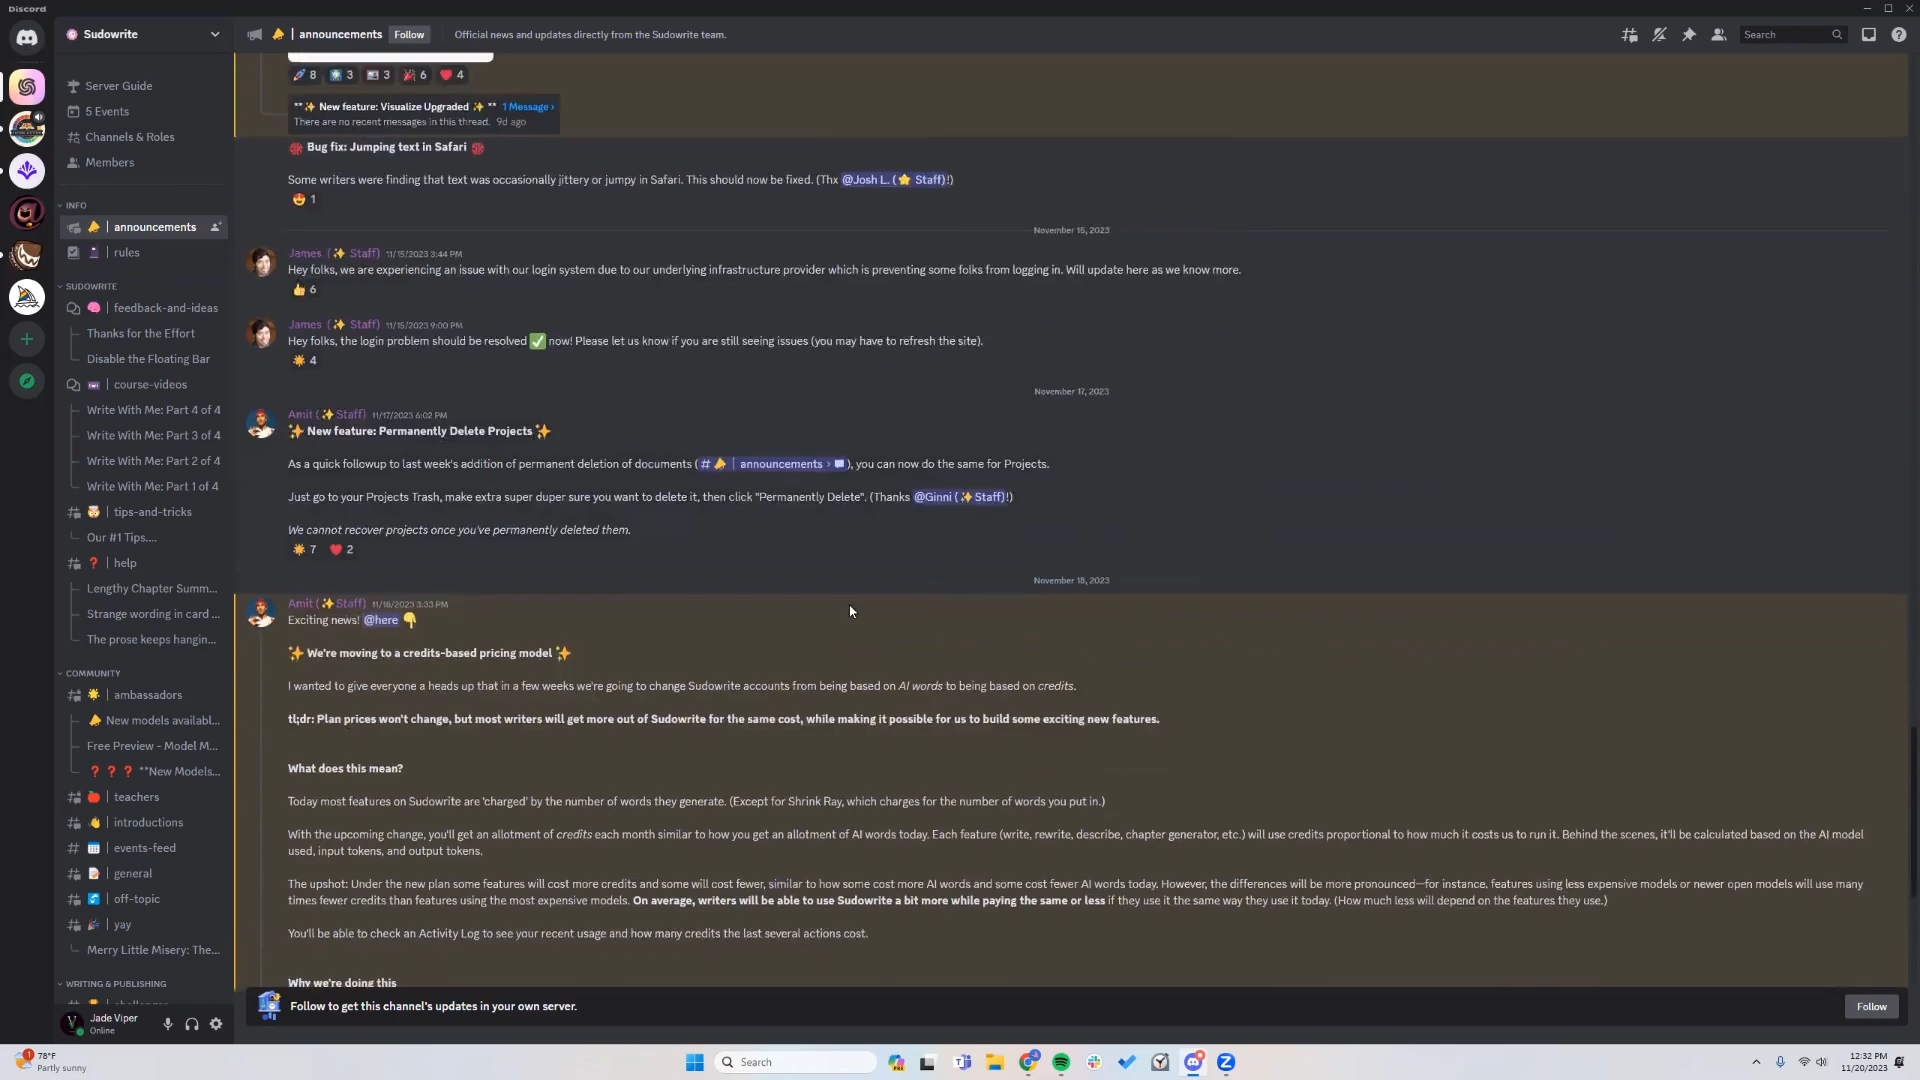 Discord
Sudowrite
| announcements
Follow
Official news and updates directly from the Sudowrite team.
Search
Server Guide
5 Events
Channels & Roles
Members
INFO
| announcements
| rules
SUDOWRITE
| feedback-and-ideas
Thanks for the Effort
Disable the Floating Bar
| course-videos
Write With Me: Part 4 of 4
Write With Me: Part 3 of 4
Write With Me: Part 2 of 4
Write With Me: Part 1 of 4
| tips-and-tricks
Our #1 Tips....
| help
Lengthy Chapter Summ...
Strange wording in card ...
The prose keeps hangin...
COMMUNITY
| ambassadors
New models availabl...
Free Preview - Model M...
❓ ❓ ❓ **New Models...
| teachers
| introductions
| events-feed
| general
| off-topic
| yay
Merry Little Misery: The...
WRITING & PUBLISHING
Jade Viper
Online
8 3 3 6 4
**✨ New feature: Visualize Upgraded ✨ ** 1 Message ›
There are no recent messages in this thread. 9d ago
Bug fix: Jumping text in Safari
Some writers were finding that text was occasionally jittery or jumpy in Safari. This should now be fixed. (Thx @Josh L. (⭐ Staff)!)
1
November 15, 2023
James (✨ Staff) 11/15/2023 3:44 PM
Hey folks, we are experiencing an issue with our login system due to our underlying infrastructure provider which is preventing some folks from logging in. Will update here as we know more.
6
James (✨ Staff) 11/15/2023 9:00 PM
Hey folks, the login problem should be resolved ✅ now! Please let us know if you are still seeing issues (you may have to refresh the site).
4
November 17, 2023
Amit (✨ Staff) 11/17/2023 6:02 PM
✨ New feature: Permanently Delete Projects ✨
As a quick followup to last week's addition of permanent deletion of documents (# | announcements › ), you can now do the same for Projects.
Just go to your Projects Trash, make extra super duper sure you want to delete it, then click "Permanently Delete". (Thanks @Ginni (✨ Staff)!)
We cannot recover projects once you've permanently deleted them.
7 2
November 18, 2023
Amit (✨ Staff) 11/18/2023 3:33 PM
Exciting news! @here 👇
✨ We're moving to a credits-based pricing model ✨
I wanted to give everyone a heads up that in a few weeks we're going to change Sudowrite accounts from being based on AI words to being based on credits.
tl;dr: Plan prices won't change, but most writers will get more out of Sudowrite for the same cost, while making it possible for us to build some exciting new features.
What does this mean?
Today most features on Sudowrite are 'charged' by the number of words they generate. (Except for Shrink Ray, which charges for the number of words you put in.)
With the upcoming change, you'll get an allotment of credits each month similar to how you get an allotment of AI words today. Each feature (write, rewrite, describe, chapter generator, etc.) will use credits proportional to how much it costs us to run it. Behind the scenes, it'll be calculated based on the AI model
used, input tokens, and output tokens.
The upshot: Under the new plan some features will cost more credits and some will cost fewer, similar to how some cost more AI words and some cost fewer AI words today. However, the differences will be more pronounced—for instance, features using less expensive models or newer open models will use many
times fewer credits than features using the most expensive models. On average, writers will be able to use Sudowrite a bit more while paying the same or less if they use it the same way they use it today. (How much less will depend on the features they use.)
You'll be able to check an Activity Log to see your recent usage and how many credits the last several actions cost.
Why we're doing this
Follow to get this channel's updates in your own server.
Follow
1
78°F
Partly sunny
Search
12:32 PM
11/20/2023